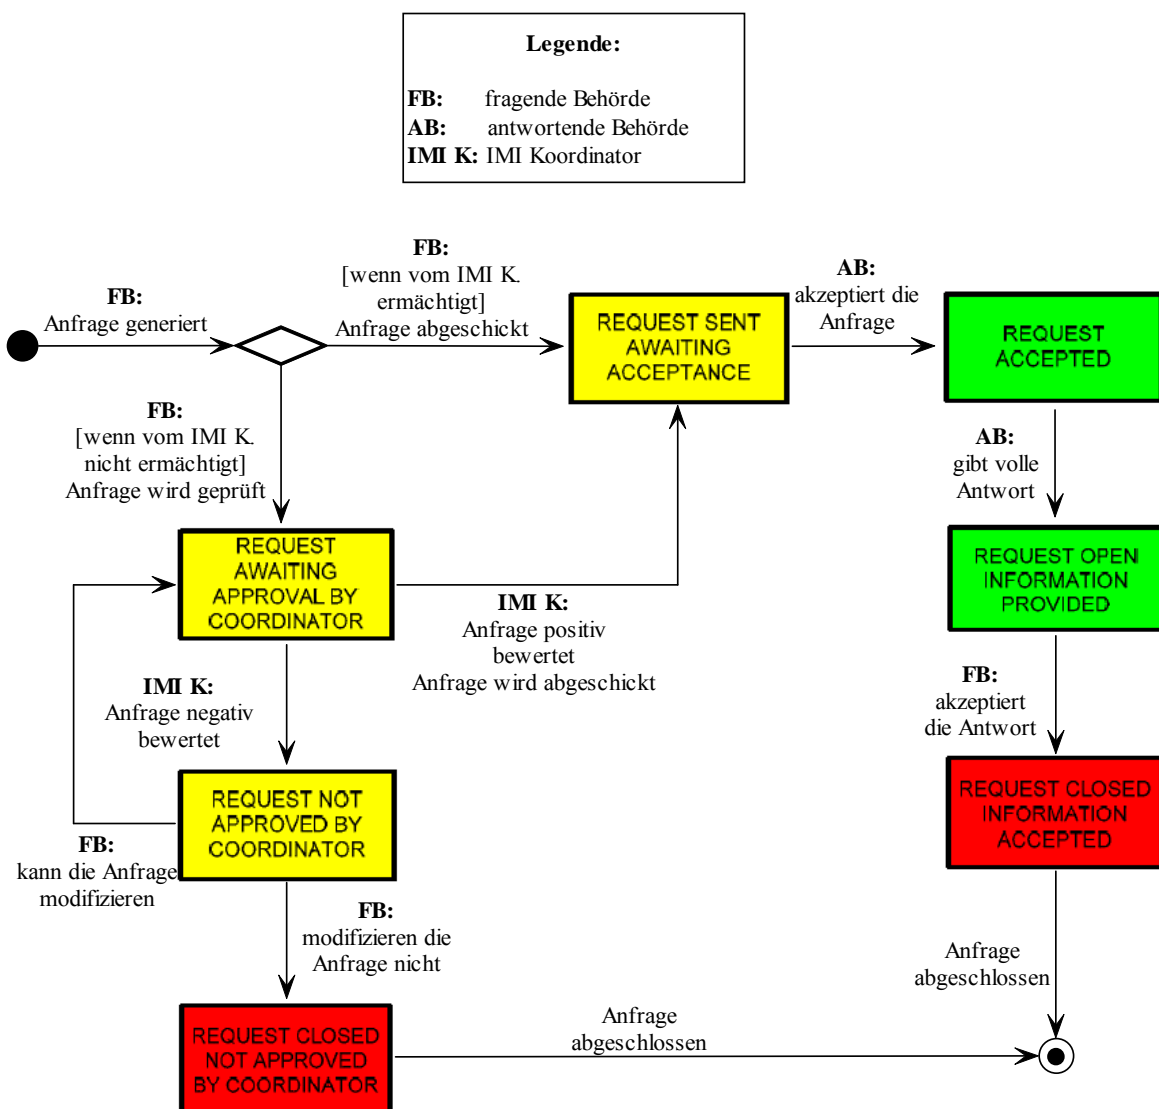 Legende:
FB: fragende Behörde
AB: antwortende Behörde
IMI K: IMI Koordinator
FB:
Anfrage generiert
FB:
[wenn vom IMI K.
ermächtigt]
Anfrage abgeschickt
REQUEST SENT
AWAITING
ACCEPTANCE
AB:
akzeptiert die
Anfrage
REQUEST
ACCEPTED
FB:
[wenn vom IMI K.
nicht ermächtigt]
Anfrage wird geprüft
AB:
gibt volle
Antwort
REQUEST
AWAITING
APPROVAL BY
COORDINATOR
IMI K:
Anfrage positiv
bewertet
Anfrage wird abgeschickt
REQUEST OPEN
INFORMATION
PROVIDED
IMI K:
Anfrage negativ
bewertet
FB:
akzeptiert
die Antwort
REQUEST NOT
APPROVED BY
COORDINATOR
REQUEST CLOSED
INFORMATION
ACCEPTED
FB:
kann die Anfrage
modifizieren
FB:
modifizieren die
Anfrage nicht
Anfrage
abgeschlossen
REQUEST CLOSED
NOT APPROVED
BY COORDINATOR
Anfrage
abgeschlossen